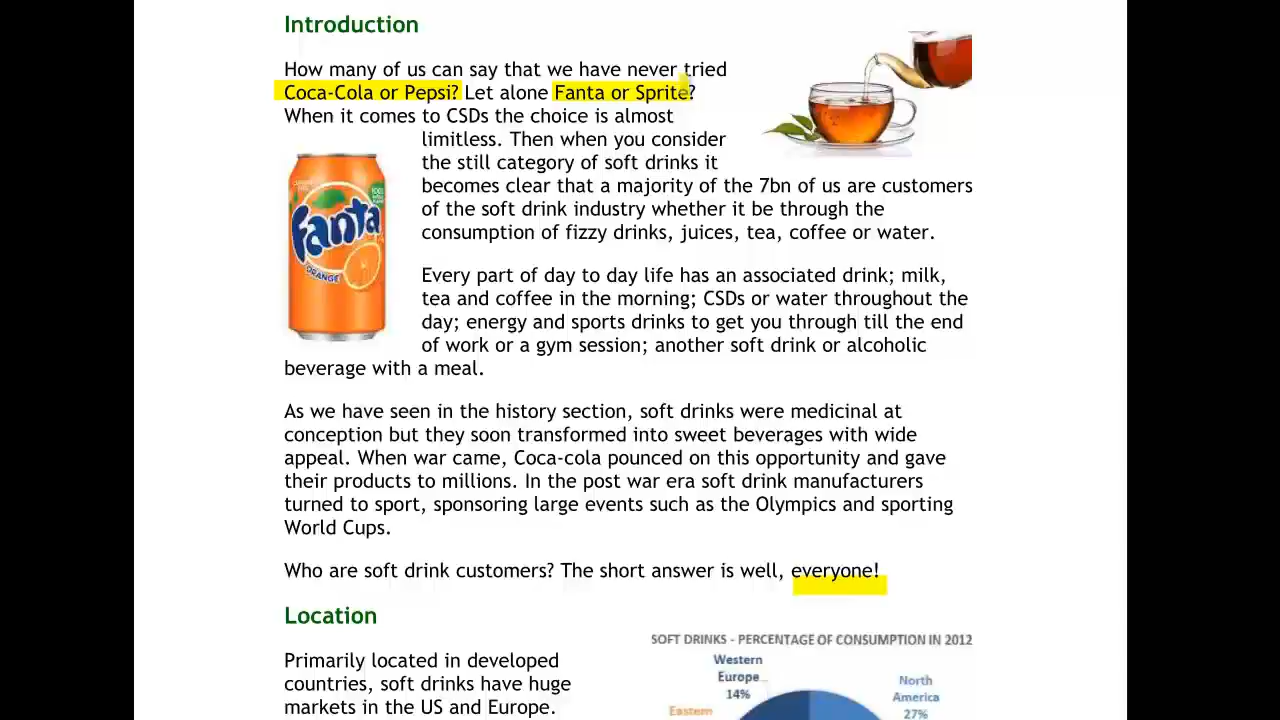 Introduction
How many of us can say that we have never tried
Coca-Cola or Pepsi? Let alone Fanta or Sprite?
When it comes to CSDs the choice is almost
limitless. Then when you consider
the still category of soft drinks it
becomes clear that a majority of the 7bn of us are customers
of the soft drink industry whether it be through the
consumption of fizzy drinks, juices, tea, coffee or water.
Fanta
ORANGE
Every part of day to day life has an associated drink; milk,
tea and coffee in the morning; CSDs or water throughout the
day; energy and sports drinks to get you through till the end
of work or a gym session; another soft drink or alcoholic
beverage with a meal.
As we have seen in the history section, soft drinks were medicinal at
conception but they soon transformed into sweet beverages with wide
appeal. When war came, Coca-cola pounced on this opportunity and gave
their products to millions. In the post war era soft drink manufacturers
turned to sport, sponsoring large events such as the Olympics and sporting
World Cups.
Who are soft drink customers? The short answer is well, everyone!
Location
Primarily located in developed
countries, soft drinks have huge
markets in the US and Europe.
SOFT DRINKS - PERCENTAGE OF CONSUMPTION IN 2012
Western
Europe
14%
North
America
27%
Eastern